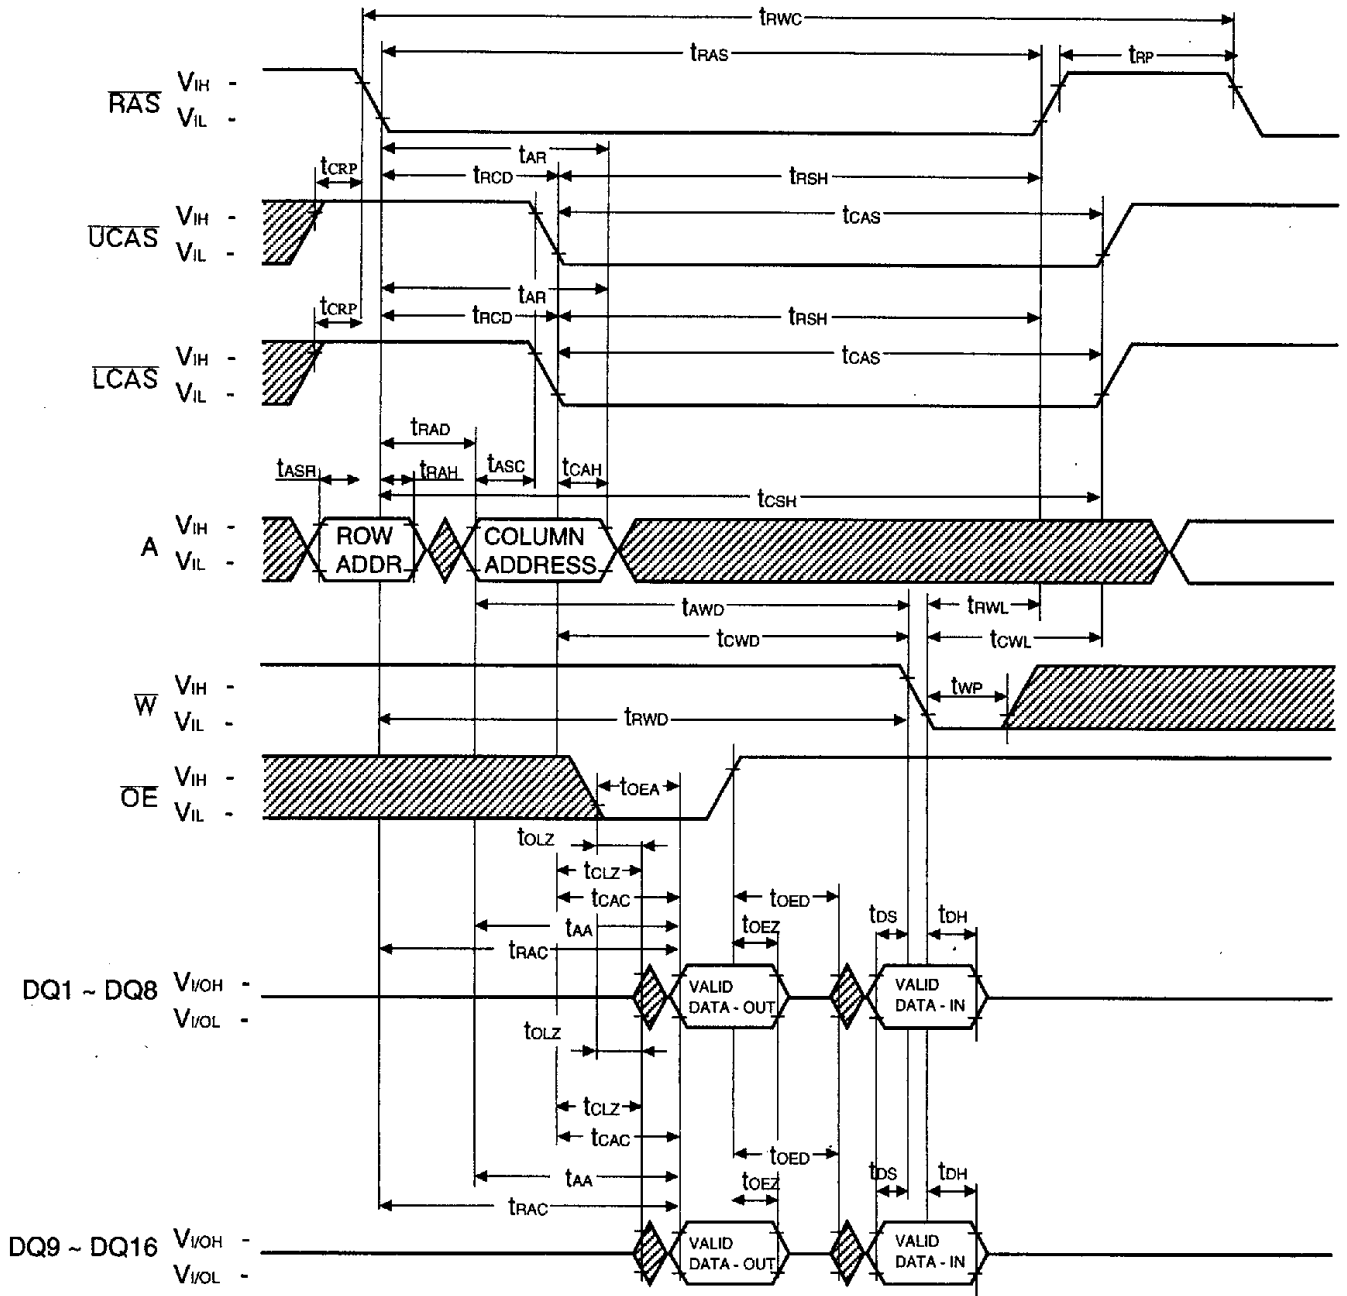 tRWC
tRAS
tRP
RAS VIH -
VIL -
tAR
tCRP
tRCD
tRSH
UCAS VIH -
VIL -
tCAS
tAR
tCRP
tRCD
tRSH
LCAS VIH -
VIL -
tCAS
tRAD
tASR
tRAH
tASC
tCAH
tCSH
A VIH -
VIL -
ROW
ADDR.
COLUMN
ADDRESS
tAWD
tRWL
tCWD
tCWL
W VIH -
VIL -
tWP
tRWD
OE VIH -
VIL -
tOEA
tOLZ
tCLZ
tCAC
tOED
tAA
tOEZ
tDS
tDH
tRAC
DQ1 ~ DQ8 VI/OH -
VI/OL -
VALID
DATA - OUT
VALID
DATA - IN
tOLZ
tCLZ
tCAC
tOED
tAA
tOEZ
tDS
tDH
tRAC
DQ9 ~ DQ16 VI/OH -
VI/OL -
VALID
DATA - OUT
VALID
DATA - IN